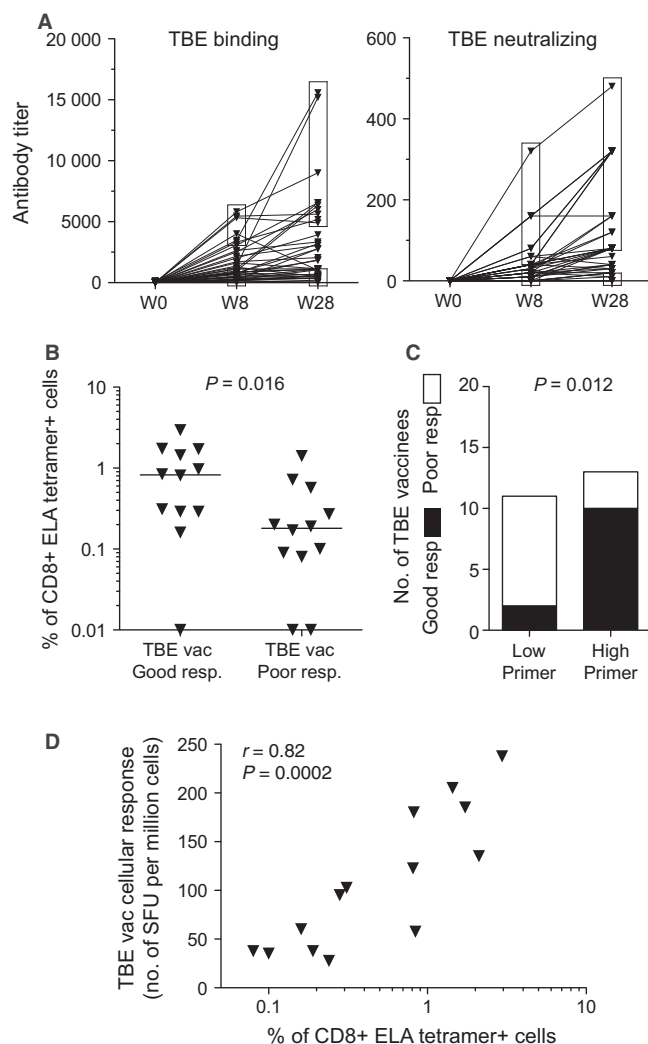 A
TBE binding
TBE neutralizing
Antibody titer
20 000
15 000
10 000
5000
2500
0
W0
W8
W28
600
400
200
0
W0
W8
W28
B
P = 0.016
% of CD8+ ELA tetramer+ cells
10
1
0.1
0.01
TBE vac
Good resp.
TBE vac
Poor resp.
C
P = 0.012
No. of TBE vaccinees
Good resp
Poor resp
20
15
10
5
0
Low
Primer
High
Primer
D
r = 0.82
P = 0.0002
TBE vac cellular response
(no. of SFU per million cells)
250
200
150
100
50
0
0.1
1
10
% of CD8+ ELA tetramer+ cells